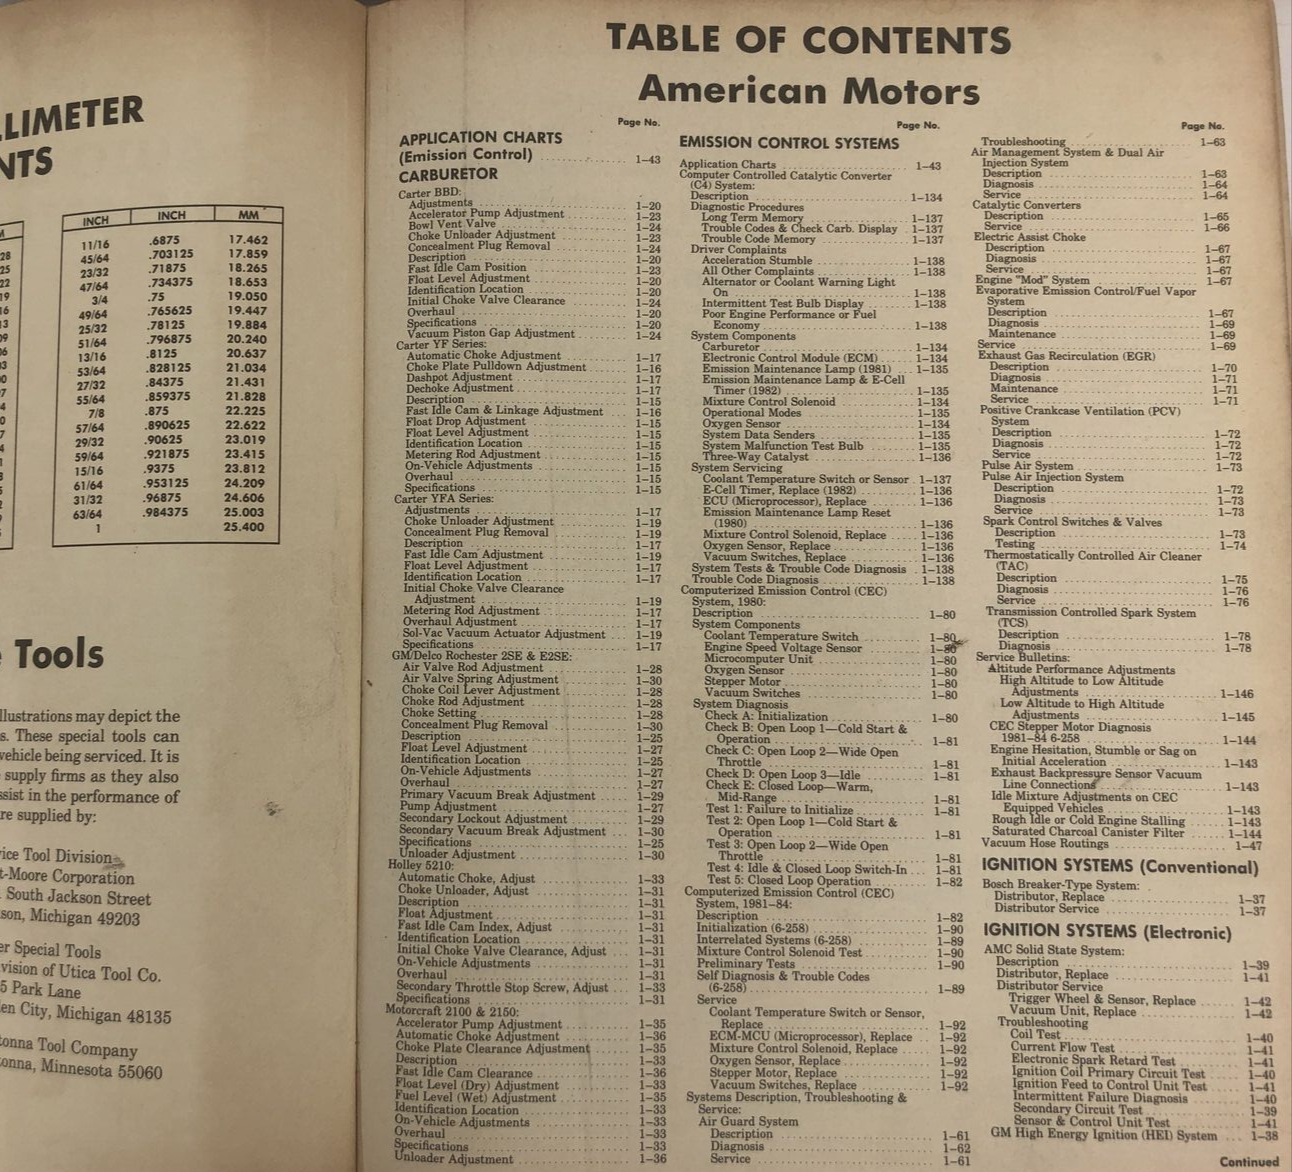 LLIMETER
NTS
INCH INCH MM
11/16 .6875 17.462
45/64 .703125 17.859
23/32 .71875 18.265
47/64 .734375 18.653
3/4 .75 19.050
49/64 .765625 19.447
25/32 .78125 19.884
51/64 .796875 20.240
13/16 .8125 20.637
53/64 .828125 21.034
27/32 .84375 21.431
55/64 .859375 21.828
7/8 .875 22.225
57/64 .890625 22.622
29/32 .90625 23.019
59/64 .921875 23.415
15/16 .9375 23.812
61/64 .953125 24.209
31/32 .96875 24.606
63/64 .984375 25.003
1 25.400
Tools
llustrations may depict the
s. These special tools can
vehicle being serviced. It is
supply firms as they also
ssist in the performance of
re supplied by:
ice Tool Division
t-Moore Corporation
South Jackson Street
son, Michigan 49203
er Special Tools
vision of Utica Tool Co.
5 Park Lane
en City, Michigan 48135
tonna Tool Company
tonna, Minnesota 55060
TABLE OF CONTENTS
American Motors
Page No.
APPLICATION CHARTS
(Emission Control) 1-43
CARBURETOR
Carter BBD:
Adjustments 1-20
Accelerator Pump Adjustment 1-23
Bowl Vent Valve 1-24
Choke Unloader Adjustment 1-23
Concealment Plug Removal 1-24
Description 1-20
Fast Idle Cam Position 1-23
Float Level Adjustment 1-20
Identification Location 1-20
Initial Choke Valve Clearance 1-24
Overhaul 1-20
Specifications 1-20
Vacuum Piston Gap Adjustment 1-24
Carter YF Series:
Automatic Choke Adjustment 1-17
Choke Plate Pulldown Adjustment 1-16
Dashpot Adjustment 1-17
Dechoke Adjustment 1-17
Description 1-15
Fast Idle Cam & Linkage Adjustment 1-16
Float Drop Adjustment 1-15
Float Level Adjustment 1-15
Identification Location 1-15
Metering Rod Adjustment 1-15
On-Vehicle Adjustments 1-15
Overhaul 1-15
Specifications 1-15
Carter YFA Series:
Adjustments 1-17
Choke Unloader Adjustment 1-19
Concealment Plug Removal 1-19
Description 1-17
Fast Idle Cam Adjustment 1-19
Float Level Adjustment 1-17
Identification Location 1-17
Initial Choke Valve Clearance
Adjustment 1-19
Metering Rod Adjustment 1-17
Overhaul Adjustment 1-17
Sol-Vac Vacuum Actuator Adjustment 1-19
Specifications 1-17
GM/Delco Rochester 2SE & E2SE:
Air Valve Rod Adjustment 1-28
Air Valve Spring Adjustment 1-30
Choke Coil Lever Adjustment 1-28
Choke Rod Adjustment 1-28
Choke Setting 1-28
Concealment Plug Removal 1-30
Description 1-25
Float Level Adjustment 1-27
Identification Location 1-25
On-Vehicle Adjustments 1-27
Overhaul 1-27
Primary Vacuum Break Adjustment 1-29
Pump Adjustment 1-27
Secondary Lockout Adjustment 1-29
Secondary Vacuum Break Adjustment 1-30
Specifications 1-25
Unloader Adjustment 1-30
Holley 5210:
Automatic Choke, Adjust 1-33
Choke Unloader, Adjust 1-31
Description 1-31
Float Adjustment 1-31
Fast Idle Cam Index, Adjust 1-31
Identification Location 1-31
Initial Choke Valve Clearance, Adjust 1-31
On-Vehicle Adjustments 1-31
Overhaul 1-31
Secondary Throttle Stop Screw, Adjust 1-33
Specifications 1-31
Motorcraft 2100 & 2150:
Accelerator Pump Adjustment 1-35
Automatic Choke Adjustment 1-36
Choke Plate Clearance Adjustment 1-35
Description 1-33
Fast Idle Cam Clearance 1-36
Float Level (Dry) Adjustment 1-33
Fuel Level (Wet) Adjustment 1-35
Identification Location 1-33
On-Vehicle Adjustments 1-33
Overhaul 1-33
Specifications 1-33
Unloader Adjustment 1-36
Page No.
EMISSION CONTROL SYSTEMS
Application Charts 1-43
Computer Controlled Catalytic Converter
(C4) System:
Description 1-134
Diagnostic Procedures
Long Term Memory 1-137
Trouble Codes & Check Carb. Display 1-137
Trouble Code Memory 1-137
Driver Complaints
Acceleration Stumble 1-138
All Other Complaints 1-138
Alternator or Coolant Warning Light
On 1-138
Intermittent Test Bulb Display 1-138
Poor Engine Performance or Fuel
Economy 1-138
System Components
Carburetor 1-134
Electronic Control Module (ECM) 1-134
Emission Maintenance Lamp (1981) 1-135
Emission Maintenance Lamp & E-Cell
Timer (1982) 1-135
Mixture Control Solenoid 1-134
Operational Modes 1-135
Oxygen Sensor 1-134
System Data Senders 1-135
System Malfunction Test Bulb 1-135
Three-Way Catalyst 1-136
System Servicing
Coolant Temperature Switch or Sensor 1-137
E-Cell Timer, Replace (1982) 1-136
ECU (Microprocessor), Replace 1-136
Emission Maintenance Lamp Reset
(1980) 1-136
Mixture Control Solenoid, Replace 1-136
Oxygen Sensor, Replace 1-136
Vacuum Switches, Replace 1-136
System Tests & Trouble Code Diagnosis 1-138
Trouble Code Diagnosis 1-138
Computerized Emission Control (CEC)
System, 1980:
Description 1-80
System Components
Coolant Temperature Switch 1-80
Engine Speed Voltage Sensor 1-80
Microcomputer Unit 1-80
Oxygen Sensor 1-80
Stepper Motor 1-80
Vacuum Switches 1-80
System Diagnosis
Check A: Initialization 1-80
Check B: Open Loop 1—Cold Start &
Operation 1-81
Check C: Open Loop 2—Wide Open
Throttle 1-81
Check D: Open Loop 3—Idle 1-81
Check E: Closed Loop—Warm,
Mid-Range 1-81
Test 1: Failure to Initialize 1-81
Test 2: Open Loop 1—Cold Start &
Operation 1-81
Test 3: Open Loop 2—Wide Open
Throttle 1-81
Test 4: Idle & Closed Loop Switch-In 1-81
Test 5: Closed Loop Operation 1-82
Computerized Emission Control (CEC)
System, 1981-84:
Description 1-82
Initialization (6-258) 1-90
Interrelated Systems (6-258) 1-89
Mixture Control Solenoid Test 1-90
Preliminary Tests 1-90
Self Diagnosis & Trouble Codes
(6-258) 1-89
Service
Coolant Temperature Switch or Sensor,
Replace 1-92
ECM-MCU (Microprocessor), Replace 1-92
Mixture Control Solenoid, Replace 1-92
Oxygen Sensor, Replace 1-92
Stepper Motor, Replace 1-92
Vacuum Switches, Replace 1-92
Systems Description, Troubleshooting &
Service:
Air Guard System
Description 1-61
Diagnosis 1-62
Service 1-61
Page No.
Troubleshooting 1-63
Air Management System & Dual Air
Injection System
Description 1-63
Diagnosis 1-64
Service 1-64
Catalytic Converters
Description 1-65
Service 1-66
Electric Assist Choke
Description 1-67
Diagnosis 1-67
Service 1-67
Engine "Mod" System 1-67
Evaporative Emission Control/Fuel Vapor
System
Description 1-67
Diagnosis 1-69
Maintenance 1-69
Service 1-69
Exhaust Gas Recirculation (EGR)
Description 1-70
Diagnosis 1-71
Maintenance 1-71
Service 1-71
Positive Crankcase Ventilation (PCV)
System
Description 1-72
Diagnosis 1-72
Service 1-72
Pulse Air System 1-73
Pulse Air Injection System
Description 1-72
Diagnosis 1-73
Service 1-73
Spark Control Switches & Valves
Description 1-73
Testing 1-74
Thermostatically Controlled Air Cleaner
(TAC)
Description 1-75
Diagnosis 1-76
Service 1-76
Transmission Controlled Spark System
(TCS)
Description 1-78
Diagnosis 1-78
Service Bulletins:
Altitude Performance Adjustments
High Altitude to Low Altitude
Adjustments 1-146
Low Altitude to High Altitude
Adjustments 1-145
CEC Stepper Motor Diagnosis
1981-84 6-258 1-144
Engine Hesitation, Stumble or Sag on
Initial Acceleration 1-143
Exhaust Backpressure Sensor Vacuum
Line Connections 1-143
Idle Mixture Adjustments on CEC
Equipped Vehicles 1-143
Rough Idle or Cold Engine Stalling 1-143
Saturated Charcoal Canister Filter 1-144
Vacuum Hose Routings 1-47
IGNITION SYSTEMS (Conventional)
Bosch Breaker-Type System:
Distributor, Replace 1-37
Distributor Service 1-37
IGNITION SYSTEMS (Electronic)
AMC Solid State System:
Description 1-39
Distributor, Replace 1-41
Distributor Service
Trigger Wheel & Sensor, Replace 1-42
Vacuum Unit, Replace 1-42
Troubleshooting
Coil Test 1-40
Current Flow Test 1-41
Electronic Spark Retard Test 1-41
Ignition Coil Primary Circuit Test 1-40
Ignition Feed to Control Unit Test 1-41
Intermittent Failure Diagnosis 1-40
Secondary Circuit Test 1-39
Sensor & Control Unit Test 1-41
GM High Energy Ignition (HEI) System 1-38
Continued